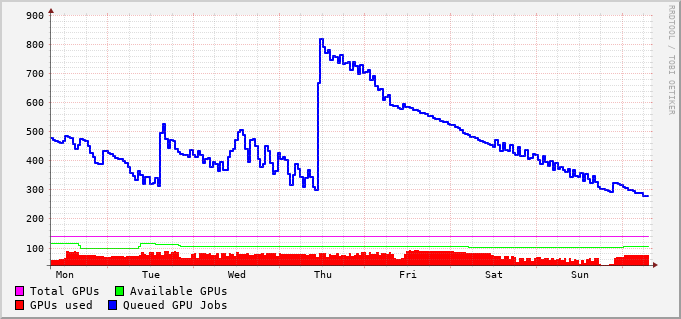 900
800
700
600
500
400
300
200
100
Mon Tue Wed Thu Fri Sat Sun
Total GPUs Available GPUs
GPUs used Queued GPU Jobs
RRDTOOL / TOBI OETIKER